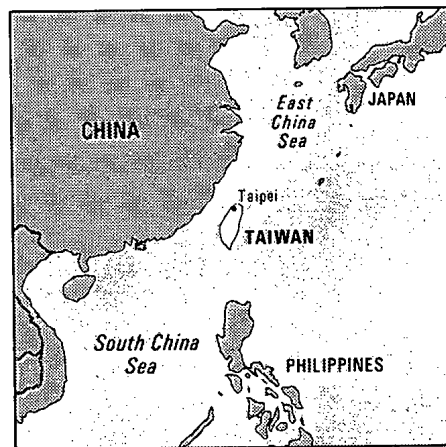 East
China
Sea
JAPAN
CHINA
Taipei
TAIWAN
South China
Sea
PHILIPPINES